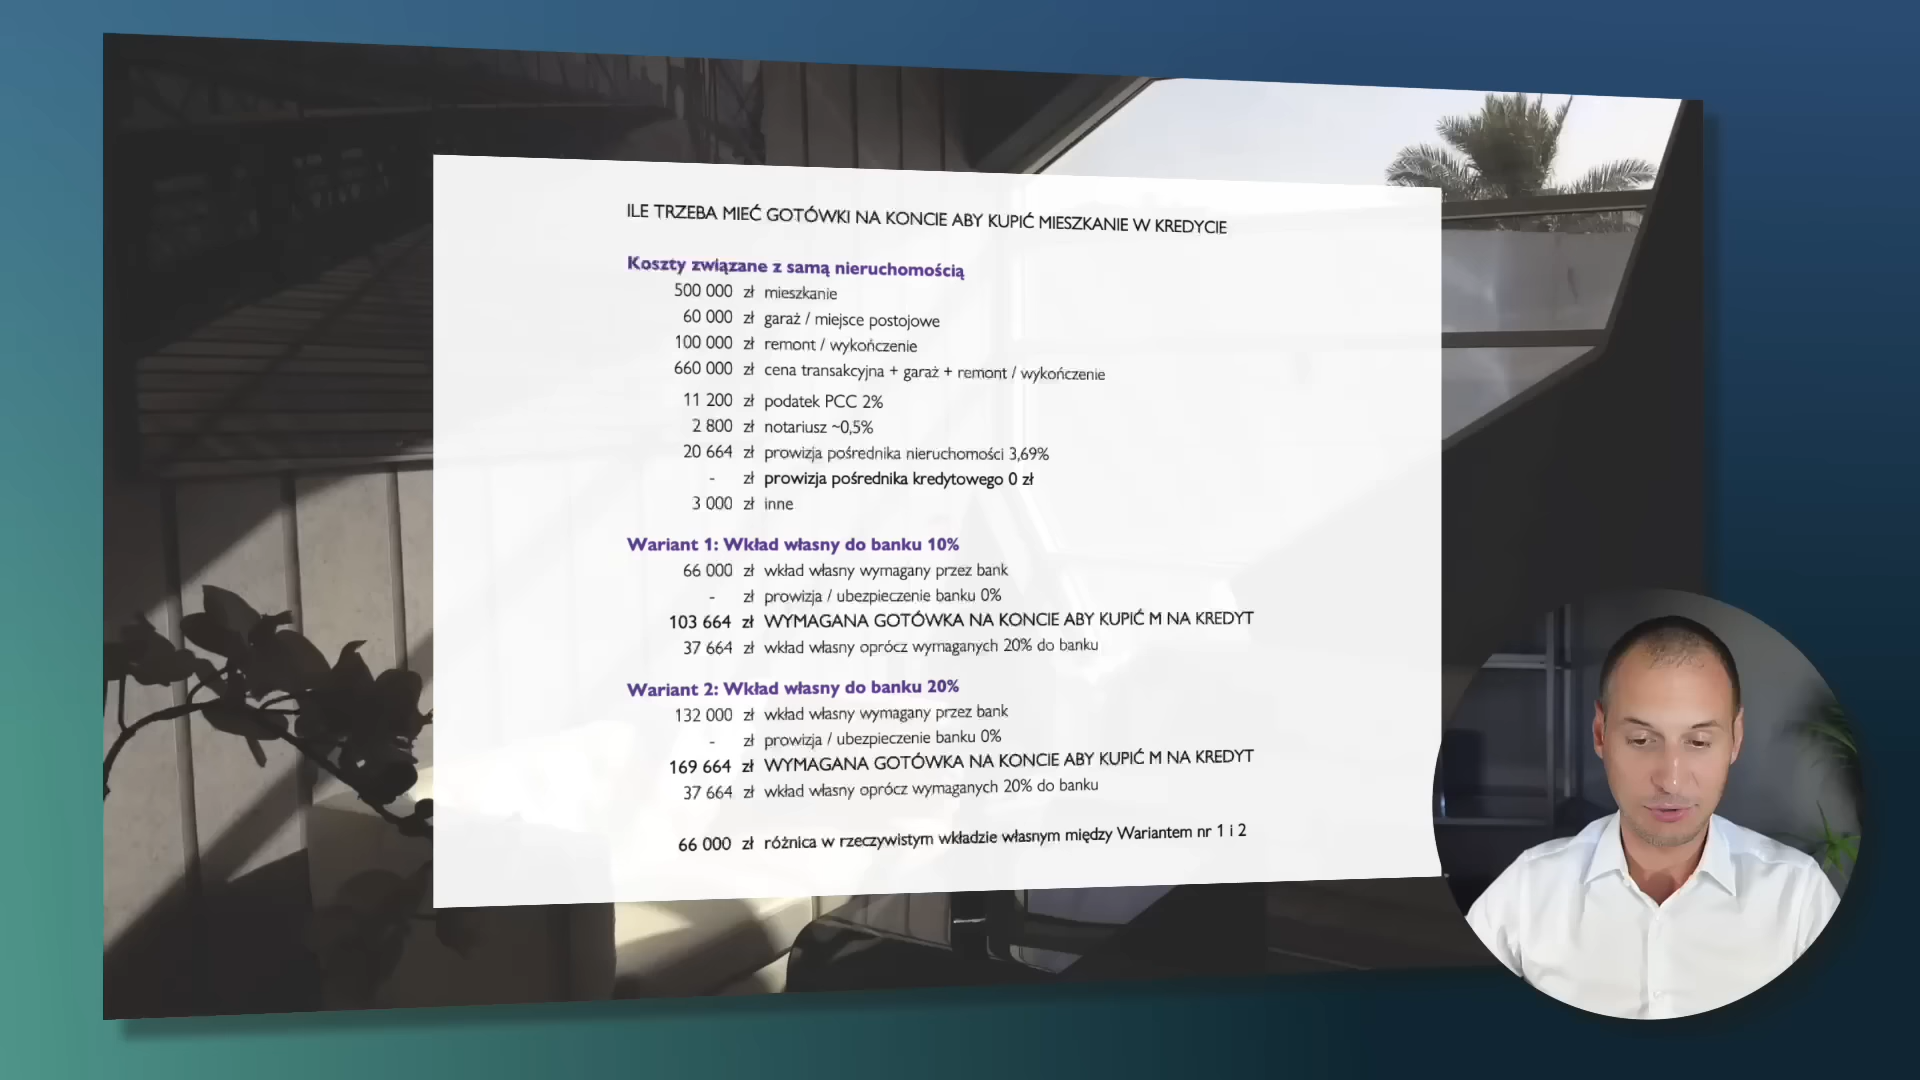 ILE TRZEBA MIEĆ GOTÓWKI NA KONCIE ABY KUPIĆ MIESZKANIE W KREDYCIE
Koszty związane z samą nieruchomością
500 000 zł mieszkanie
60 000 zł garaż / miejsce postojowe
100 000 zł remont / wykończenie
660 000 zł cena transakcyjna + garaż + remont / wykończenie
11 200 zł podatek PCC 2%
2 800 zł notariusz ~0,5%
20 664 zł prowizja pośrednika nieruchomości 3,69%
- zł prowizja pośrednika kredytowego 0 zł
3 000 zł inne
Wariant 1: Wkład własny do banku 10%
66 000 zł wkład własny wymagany przez bank
- zł prowizja / ubezpieczenie banku 0%
103 664 zł WYMAGANA GOTÓWKA NA KONCIE ABY KUPIĆ M NA KREDYT
37 664 zł wkład własny oprócz wymaganych 20% do banku
Wariant 2: Wkład własny do banku 20%
132 000 zł wkład własny wymagany przez bank
- zł prowizja / ubezpieczenie banku 0%
169 664 zł WYMAGANA GOTÓWKA NA KONCIE ABY KUPIĆ M NA KREDYT
37 664 zł wkład własny oprócz wymaganych 20% do banku
66 000 zł różnica w rzeczywistym wkładzie własnym między Wariantem nr 1 i 2